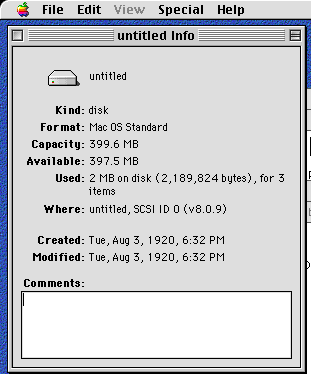 File Edit View Special Help
untitled Info
untitled
Kind: disk
Format: Mac OS Standard
Capacity: 399.6 MB
Available: 397.5 MB
Used: 2 MB on disk (2,189,824 bytes), for 3
items
Where: untitled, SCSI ID 0 (v8.0.9)
Created: Tue, Aug 3, 1920, 6:32 PM
Modified: Tue, Aug 3, 1920, 6:32 PM
Comments: